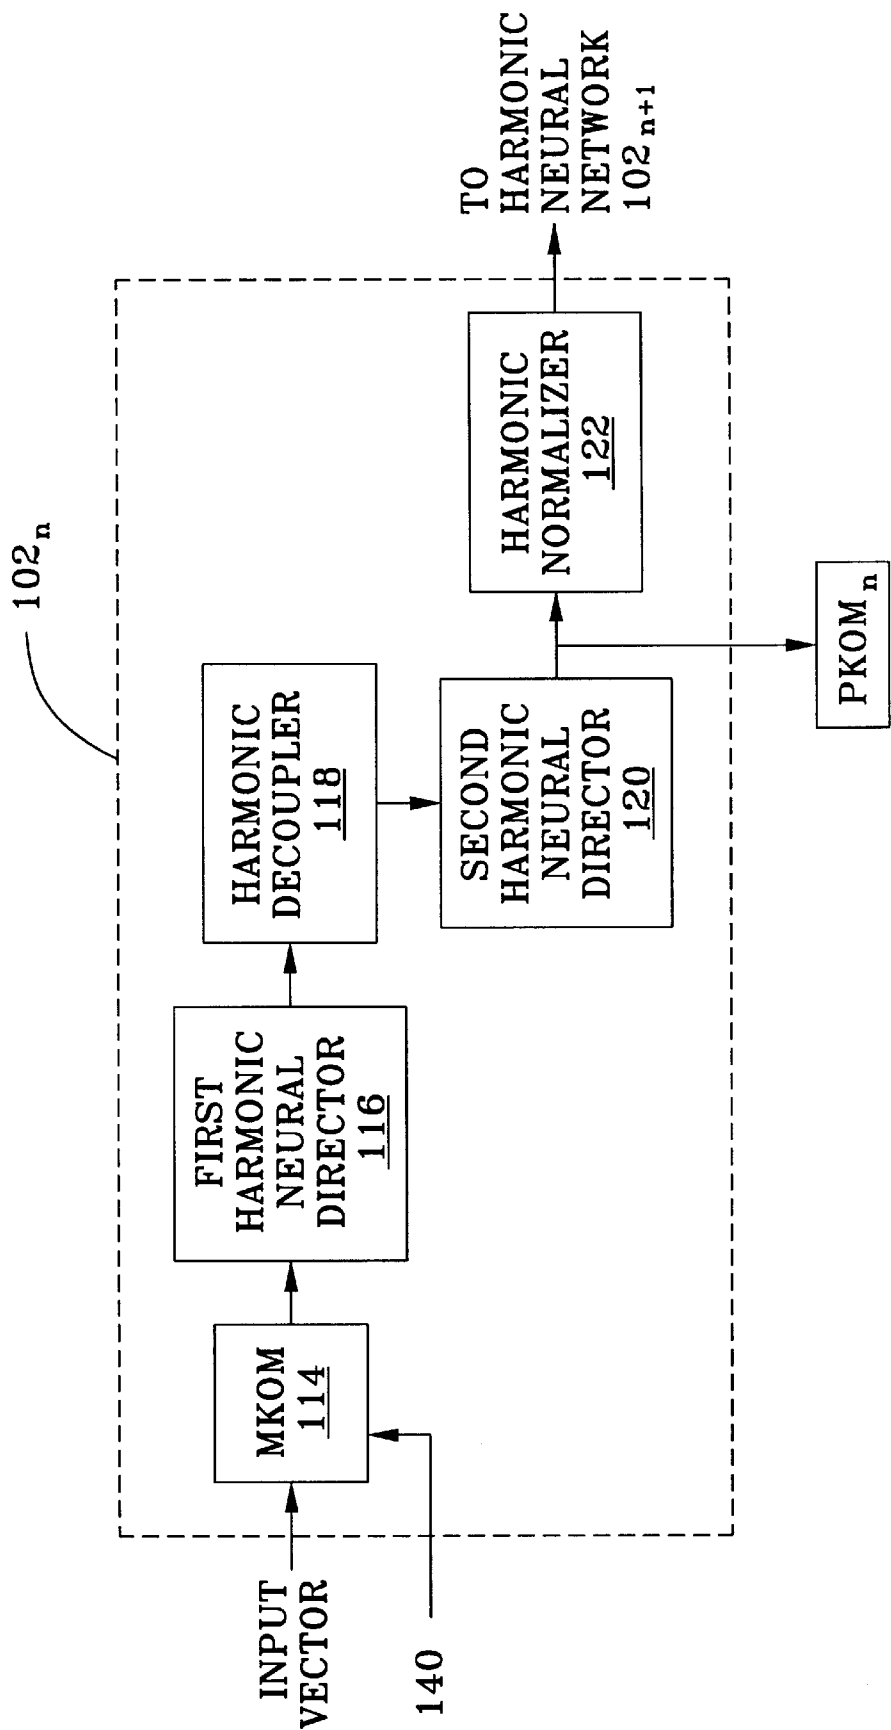 102n
INPUT
VECTOR
140
MKOM
114
FIRST
HARMONIC
NEURAL
DIRECTOR
116
HARMONIC
DECOUPLER
118
SECOND
HARMONIC
NEURAL
DIRECTOR
120
HARMONIC
NORMALIZER
122
TO
HARMONIC
NEURAL
NETWORK
102n+1
PKOMn